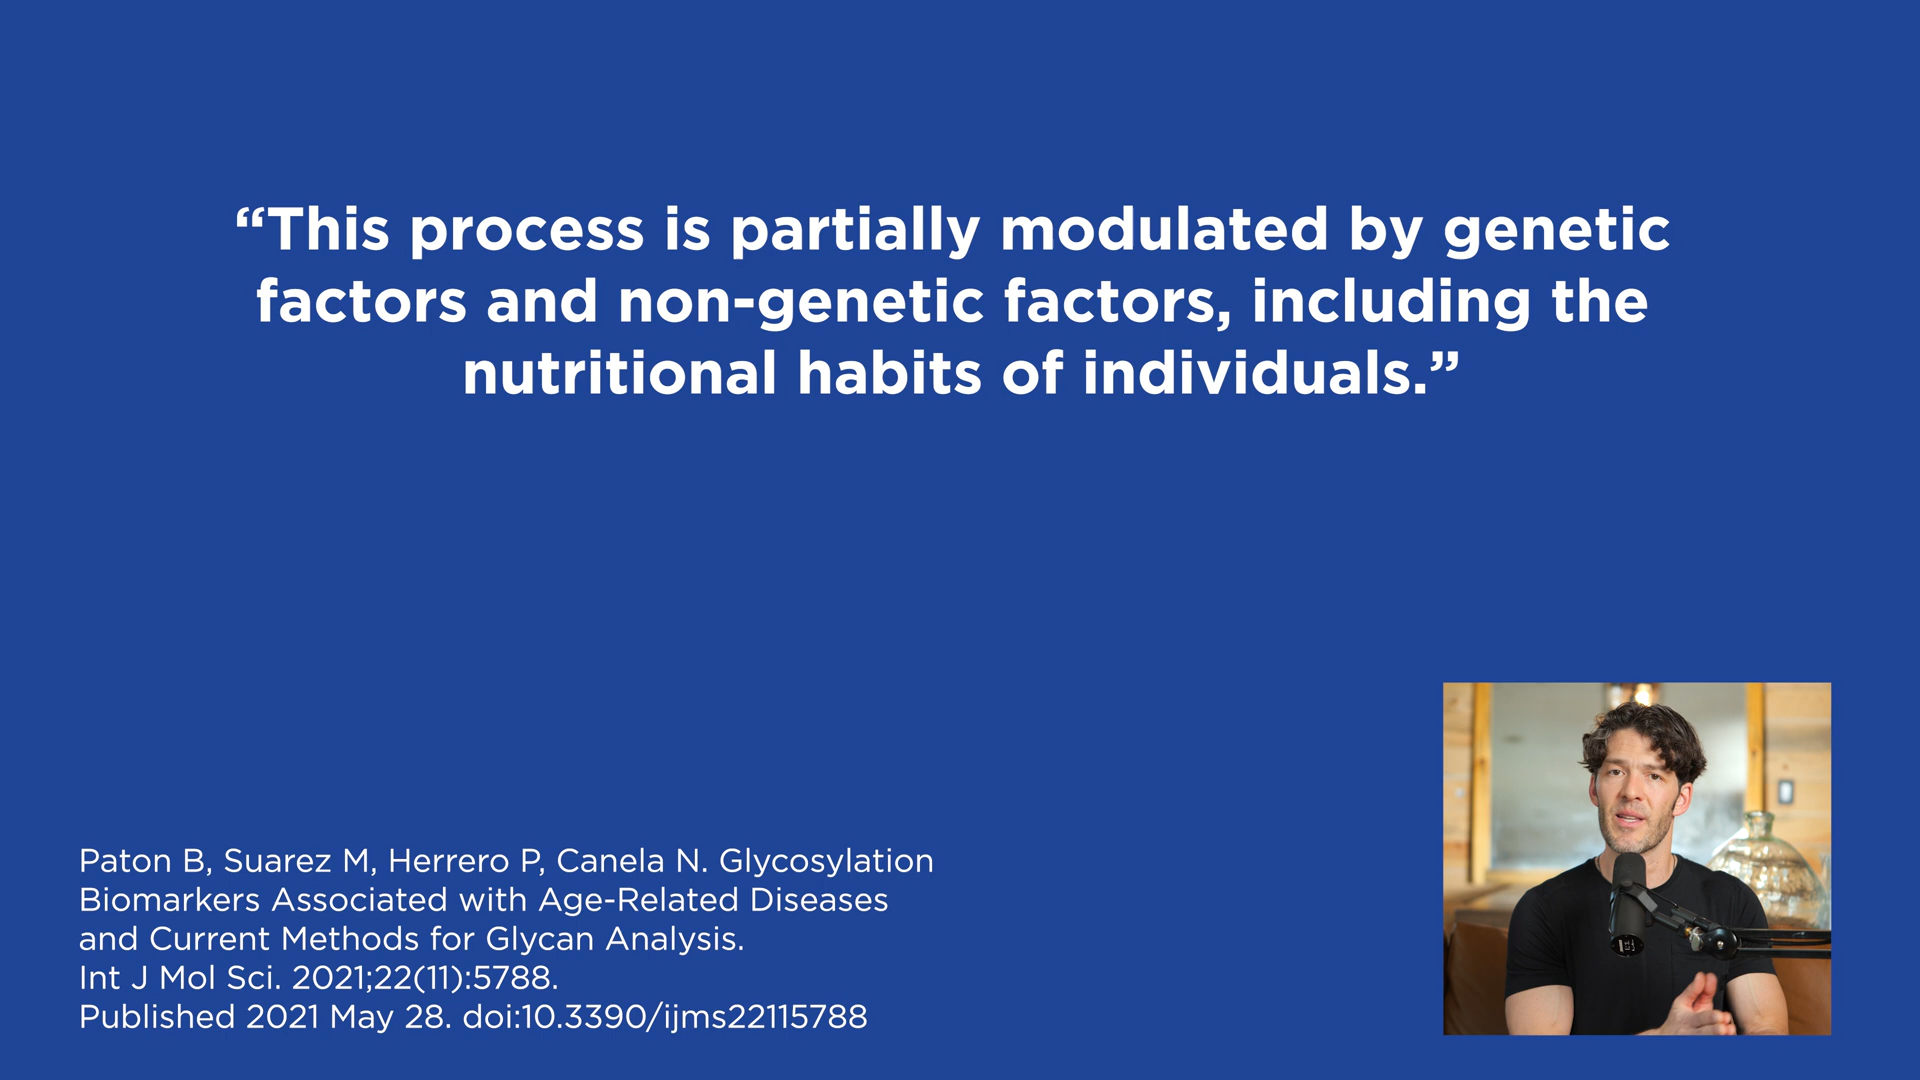 “This process is partially modulated by genetic
factors and non-genetic factors, including the
nutritional habits of individuals.”
Paton B, Suarez M, Herrero P, Canela N. Glycosylation
Biomarkers Associated with Age-Related Diseases
and Current Methods for Glycan Analysis.
Int J Mol Sci. 2021;22(11):5788.
Published 2021 May 28. doi:10.3390/ijms22115788